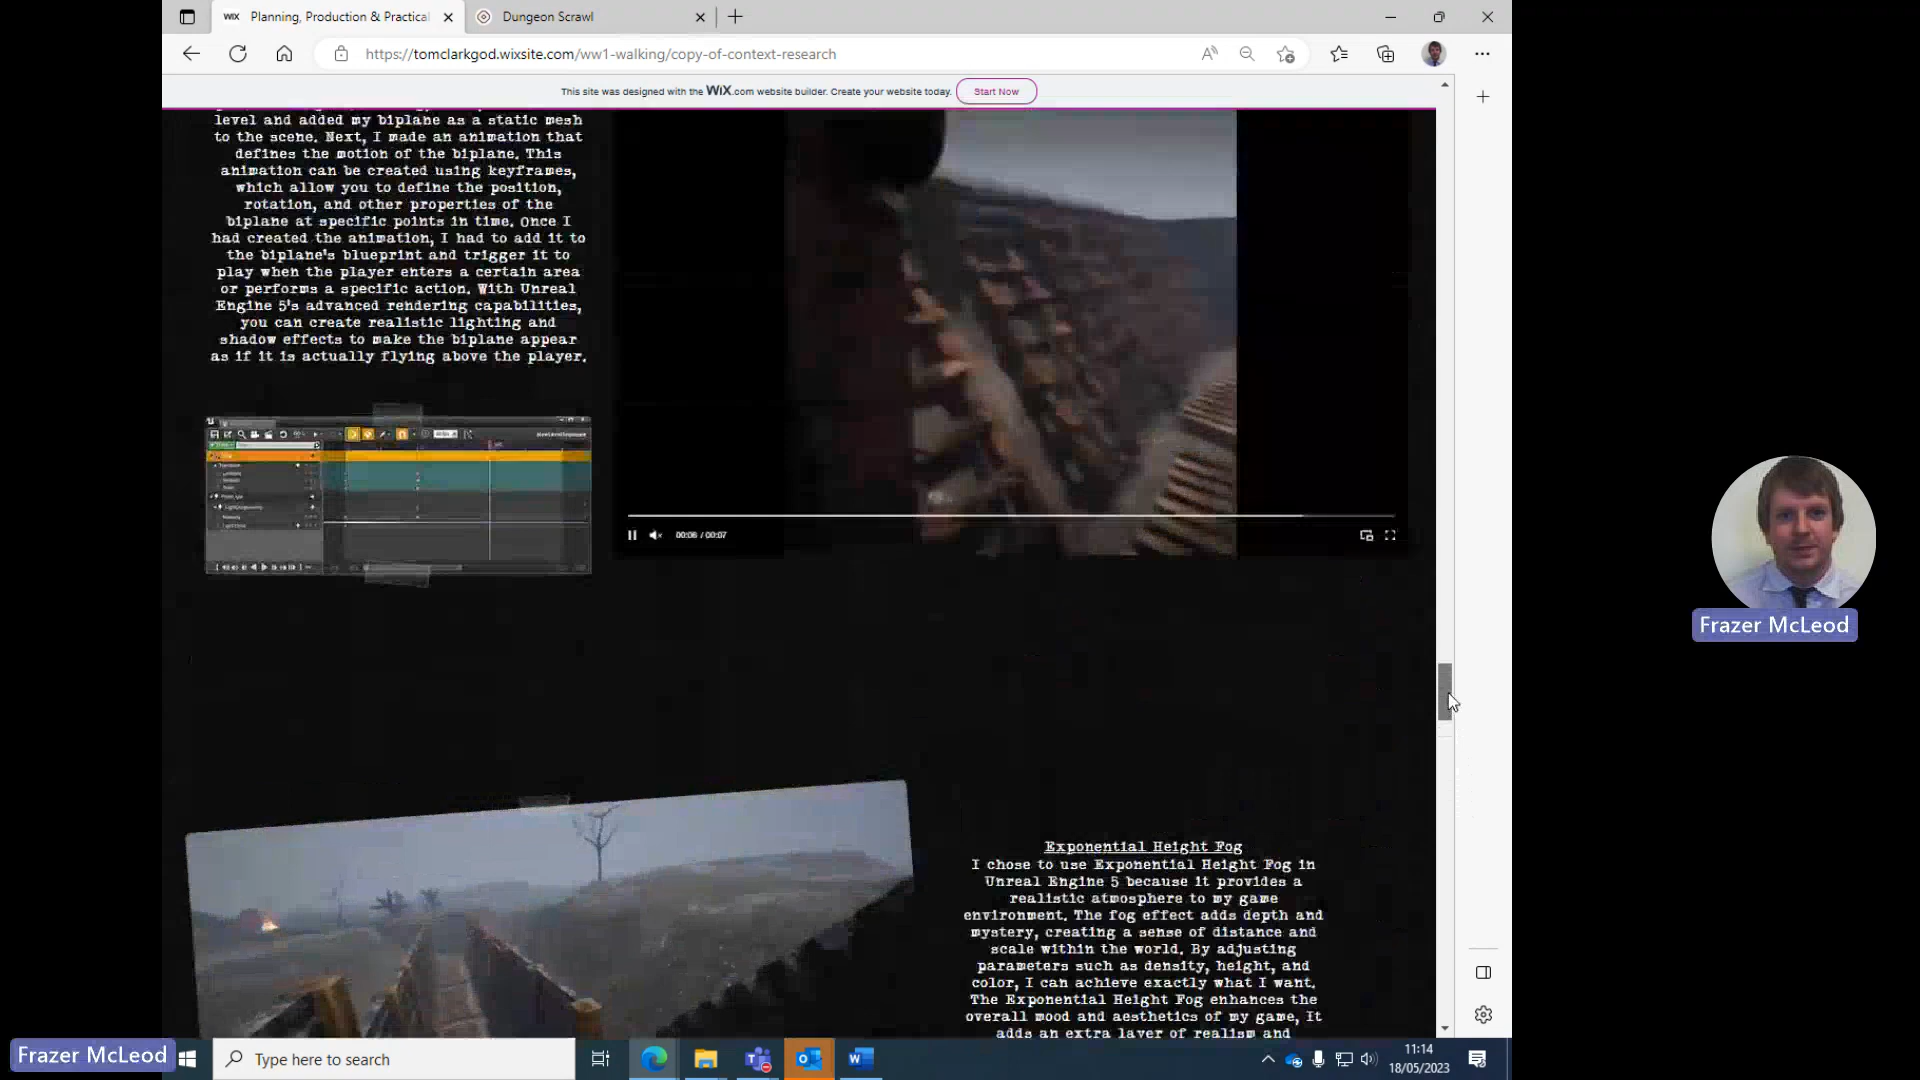 Planning, Production & Practical
Dungeon Scrawl
https://tomclarkgod.wixsite.com/ww1-walking/copy-of-context-research
This site was designed with the WiX.com website builder. Create your website today.
Start Now
level and added my biplane as a static mesh
to the scene. Next, I made an animation that
defines the motion of the biplane. This
animation can be created using keyframes,
which allow you to define the position,
rotation, and other properties of the
biplane at specific points in time. Once I
had created the animation, I had to add it to
the biplane's blueprint and trigger it to
play when the player enters a certain area
or performs a specific action. With Unreal
Engine 5's advanced rendering capabilities,
you can create realistic lighting and
shadow effects to make the biplane appear
as if it is actually flying above the player.
00:06 / 00:07
Exponential Height Fog
I chose to use Exponential Height Fog in
Unreal Engine 5 because it provides a
realistic atmosphere to my game
environment. The fog effect adds depth and
mystery, creating a sense of distance and
scale within the world. By adjusting
parameters such as density, height, and
color, I can achieve exactly what I want.
The Exponential Height Fog enhances the
overall mood and aesthetics of my game, it
adds an extra layer of realism and
Frazer McLeod
Frazer McLeod
Type here to search
11:14
18/05/2023